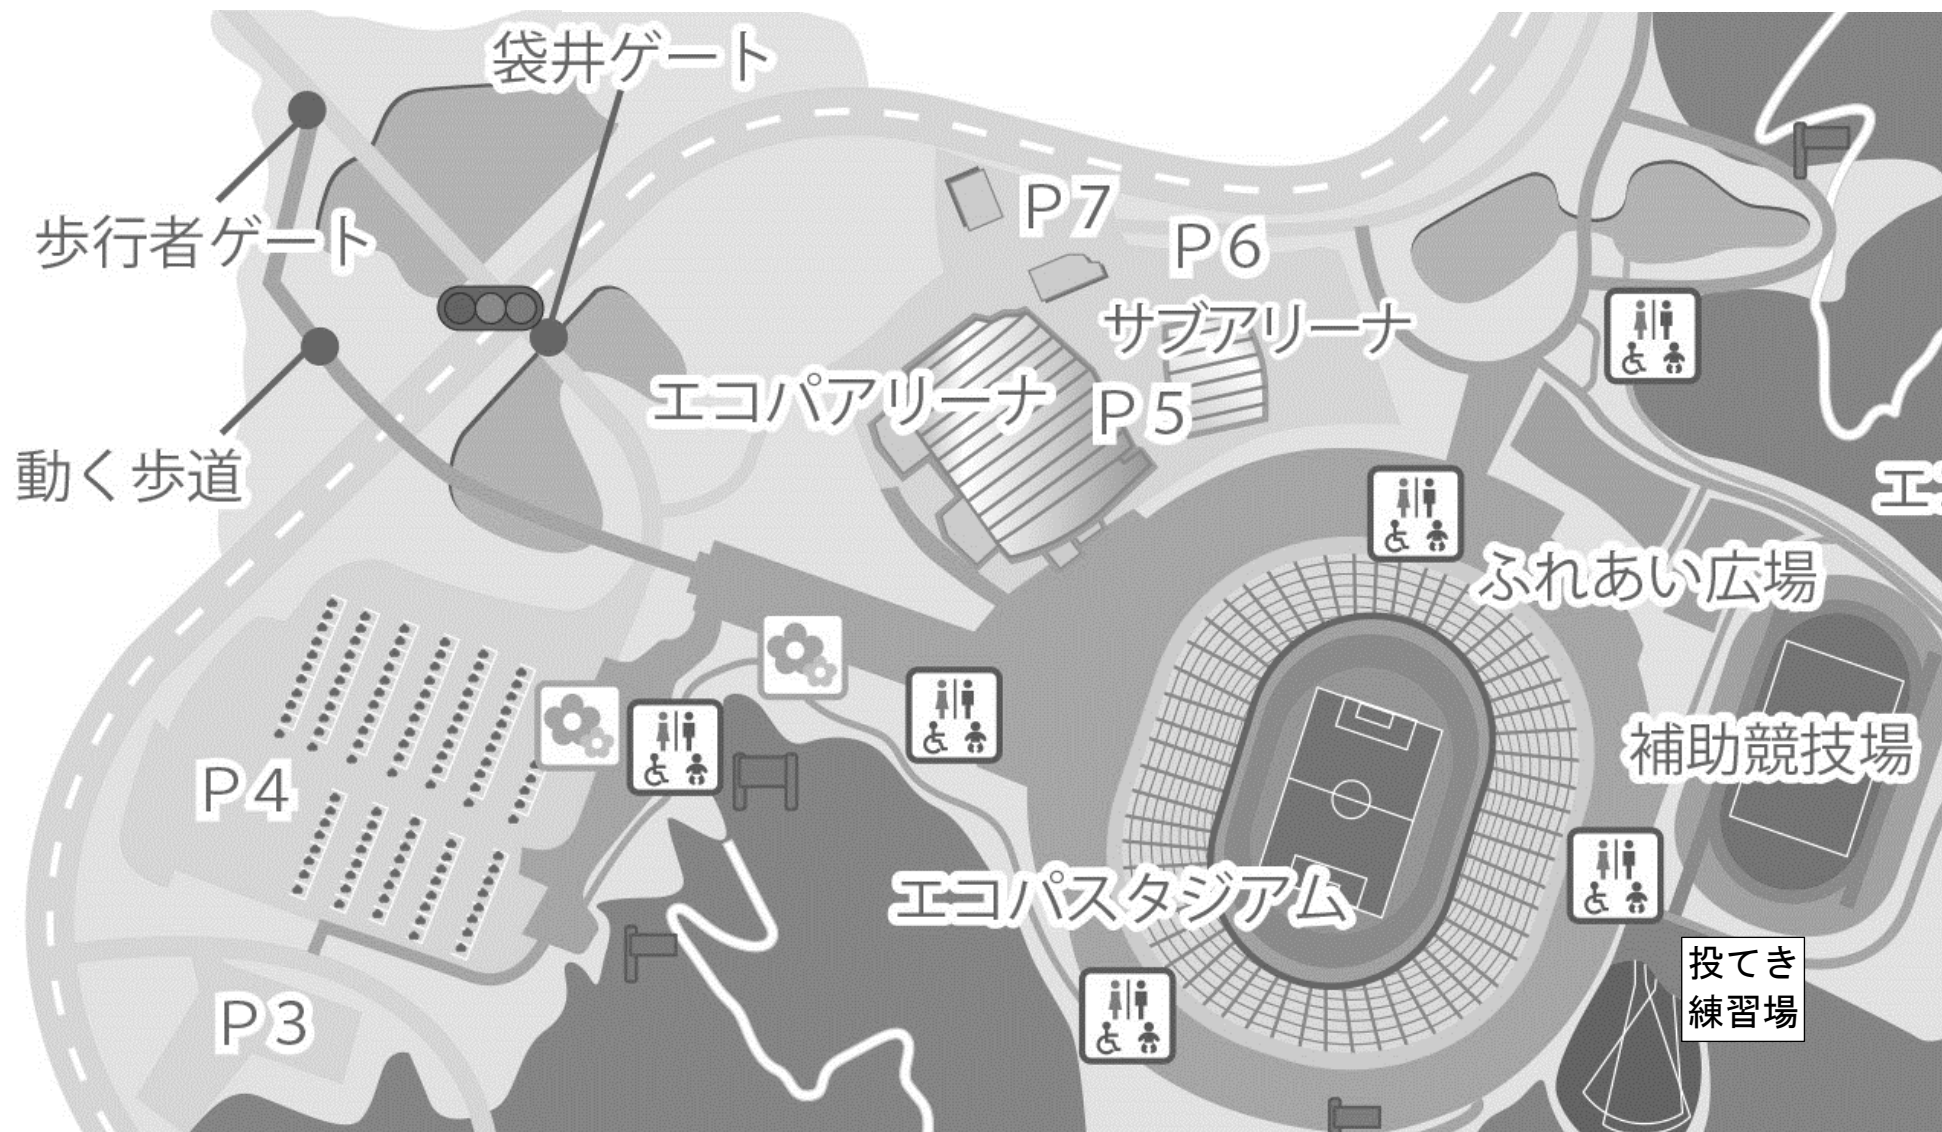 袋井ゲート
歩行者ゲート
P7
P6
サブアリーナ
エコパアリーナ
P5
動く歩道
ふれあい広場
補助競技場
P4
エコパスタジアム
投てき
練習場
P3